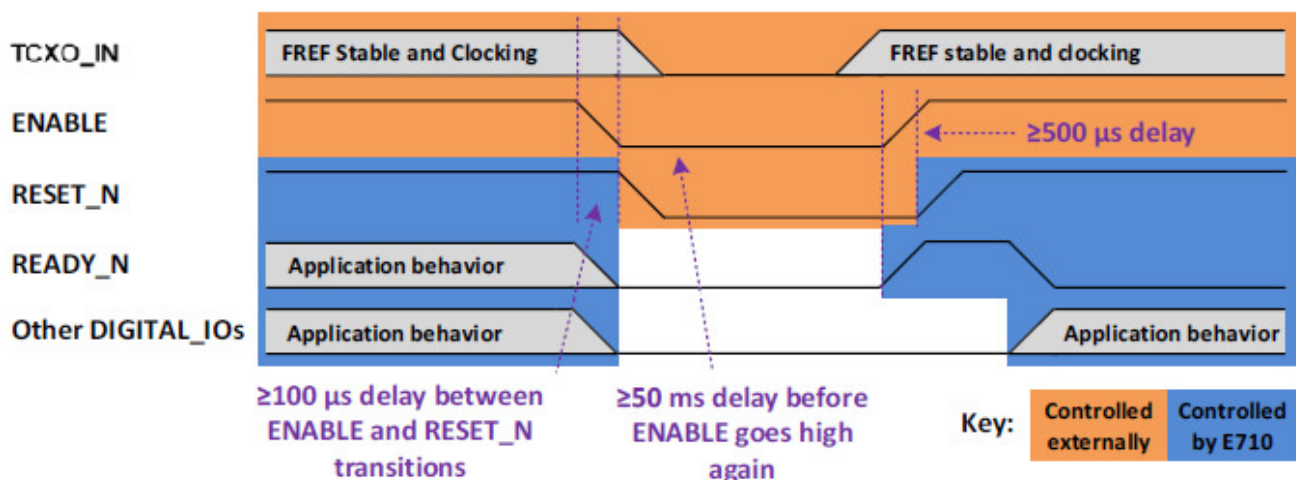 TCXO_IN
FREF Stable and Clocking
FREF stable and clocking
ENABLE
≥500 µs delay
RESET_N
READY_N
Application behavior
Other DIGITAL_IOs
Application behavior
Application behavior
≥100 µs delay between
ENABLE and RESET_N
transitions
≥50 ms delay before
ENABLE goes high
again
Key:
Controlled
externally
Controlled
by E710